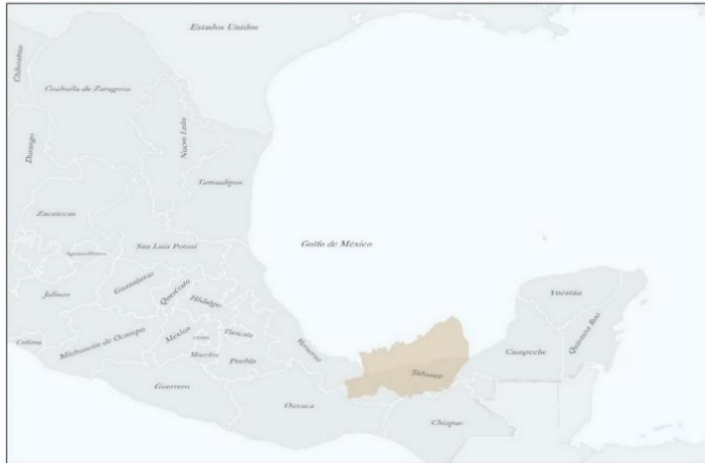 Estados Unidos
Chihuahua
Coahuila de Zaragoza
Durango
Nuevo León
Tamaulipas
Zacatecas
San Luis Potosí
Golfo de México
Aguascalientes
Jalisco
Guanajuato
Querétaro
Hidalgo
Yucatán
Colima
Michoacán de Ocampo
México
Tlaxcala
Veracruz
Campeche
Quintana Roo
Morelos
Puebla
Tabasco
Guerrero
Oaxaca
Chiapas